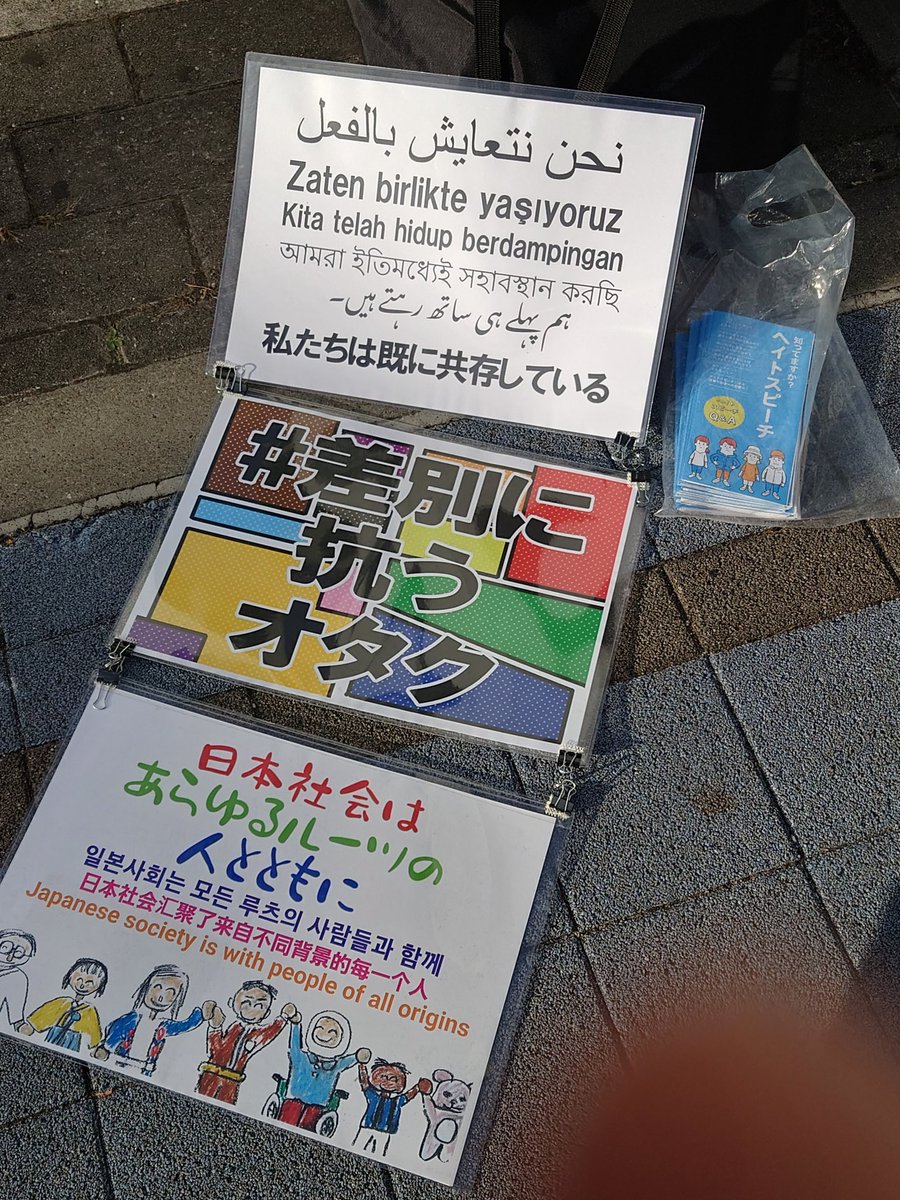 نحن نتعايش بالفعل
Zaten birlikte yaşıyoruz
Kita telah hidup berdampingan
আমরা ইতিমধ্যেই সহাবস্থান করছি
ہم پہلے ہی ساتھ رہتے ہیں۔
私たちは既に共存している
#差別に
抗う
オタク
日本社会は
あらゆるルーツの
人とともに
일본사회는 모든 루츠의 사람들과 함께
日本社会汇聚了来自不同背景的每一个人
Japanese society is with people of all origins
知ってますか?
ヘイトスピーチ
Q&A